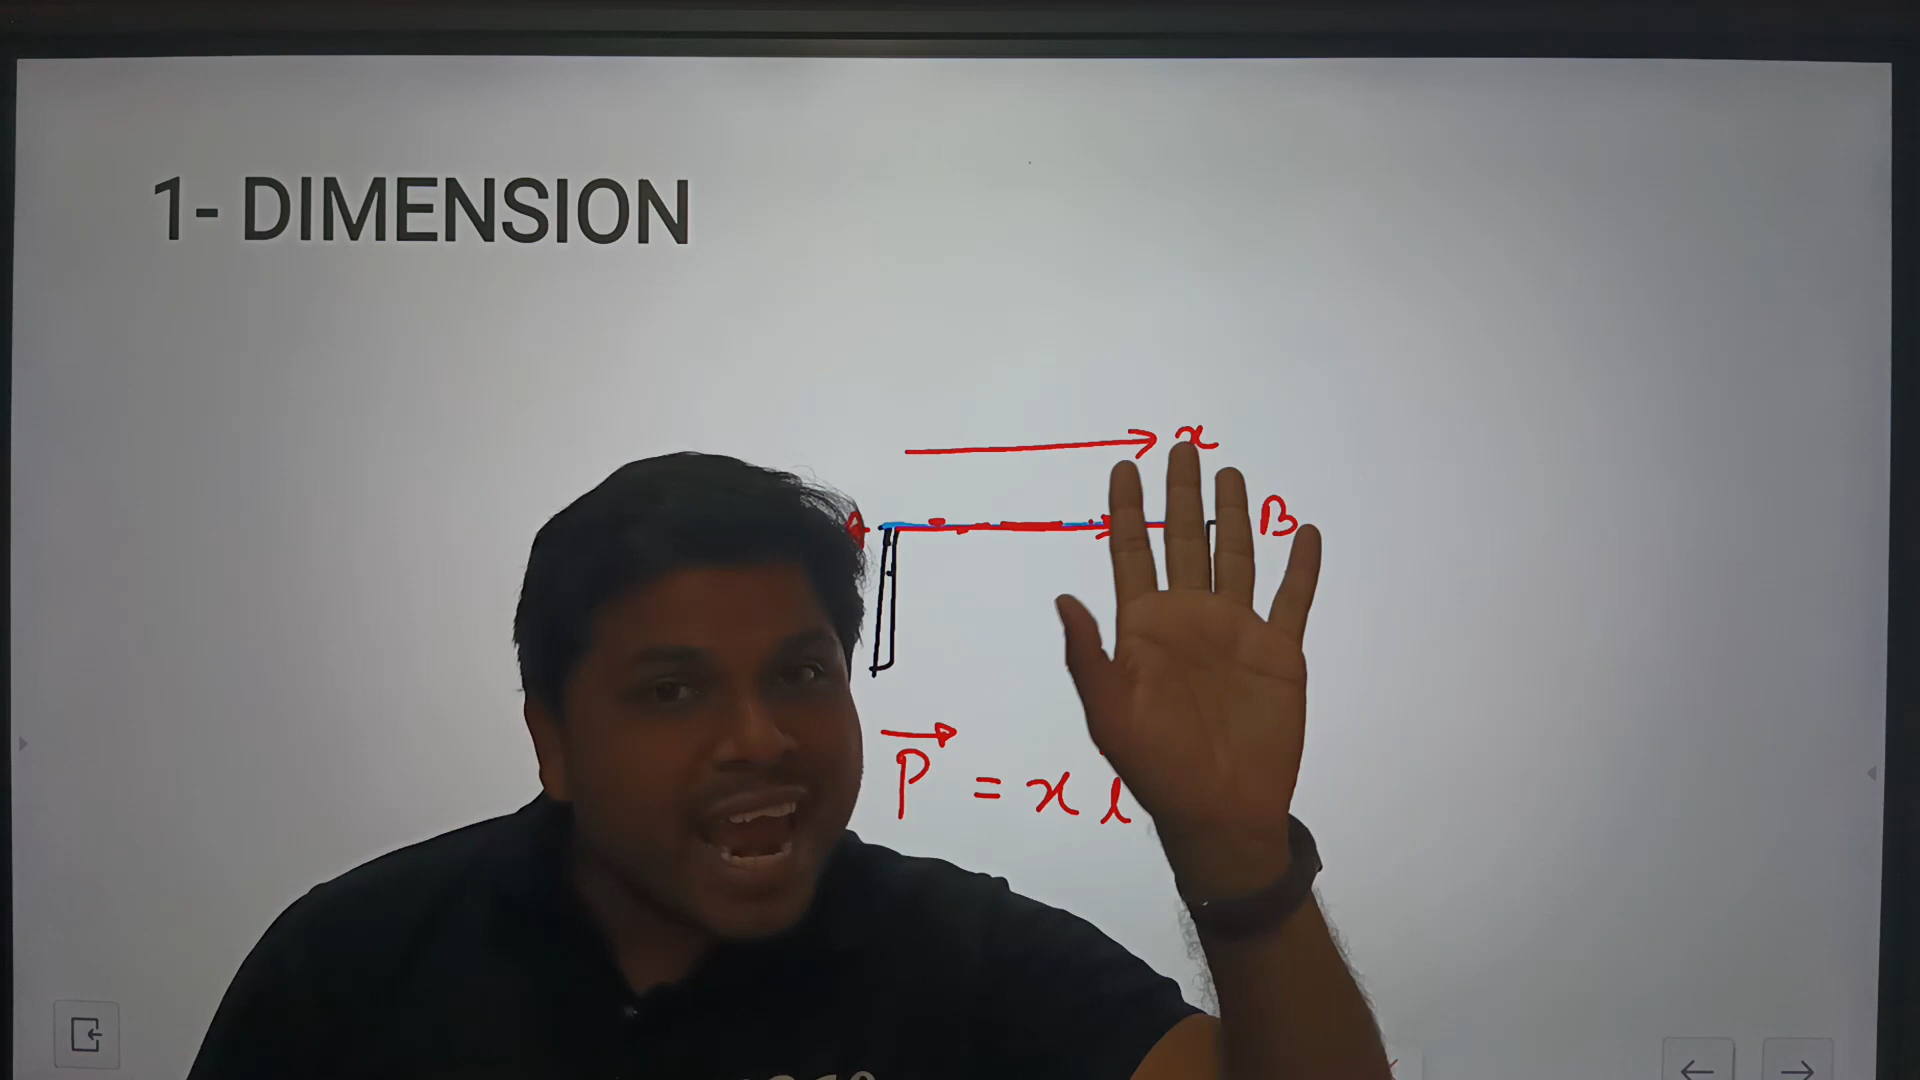 1- DIMENSION
x
A B
P = x i